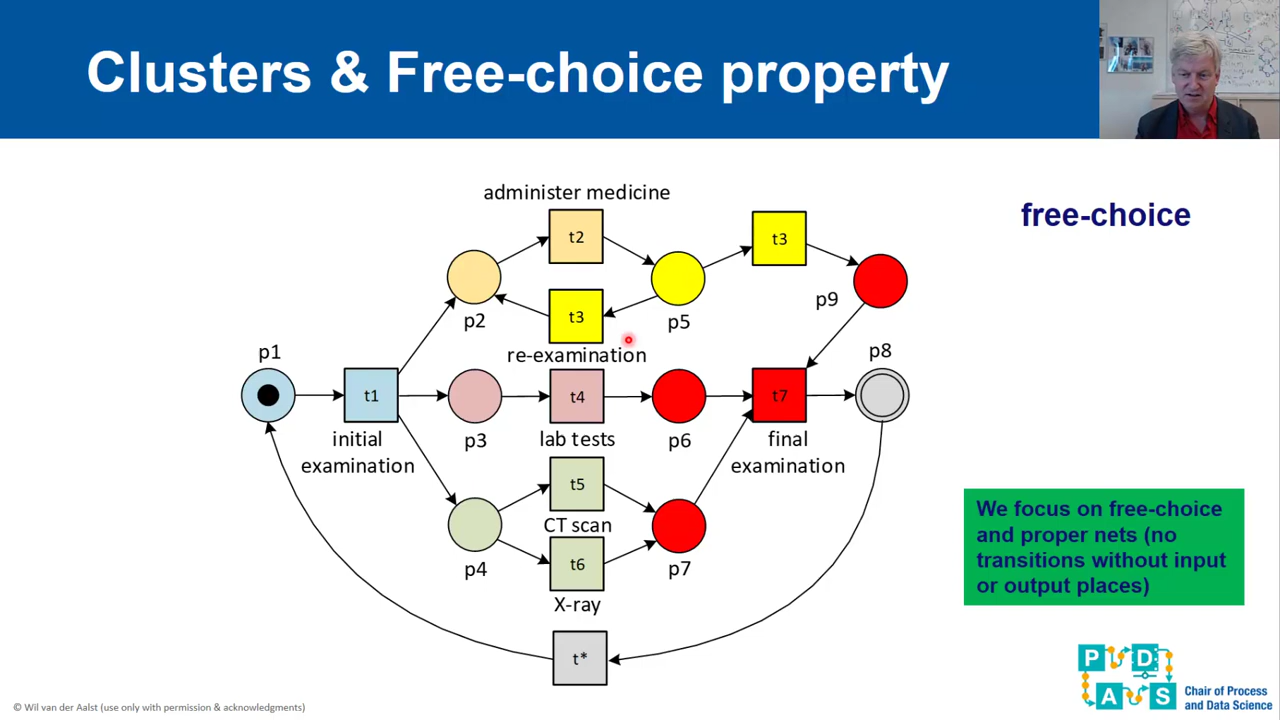 Clusters & Free-choice property
free-choice
administer medicine
t2
t3
p9
p2
t3
p5
re-examination
p1
p8
t1
t4
t7
initial
examination
p3
lab tests
p6
final
examination
t5
CT scan
p4
t6
p7
X-ray
t*
We focus on free-choice
and proper nets (no
transitions without input
or output places)
P D
A S
Chair of Process
and Data Science
© Wil van der Aalst (use only with permission & acknowledgments)